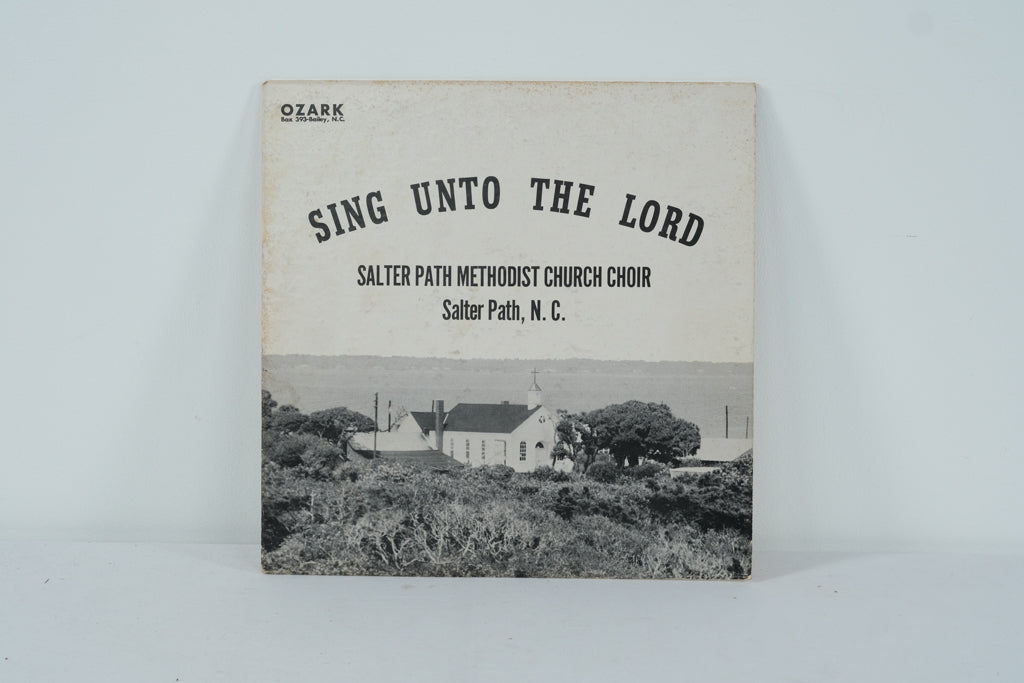 OZARK
Box 393-Bailey, N.C.
SING UNTO THE LORD
SALTER PATH METHODIST CHURCH CHOIR
Salter Path, N. C.